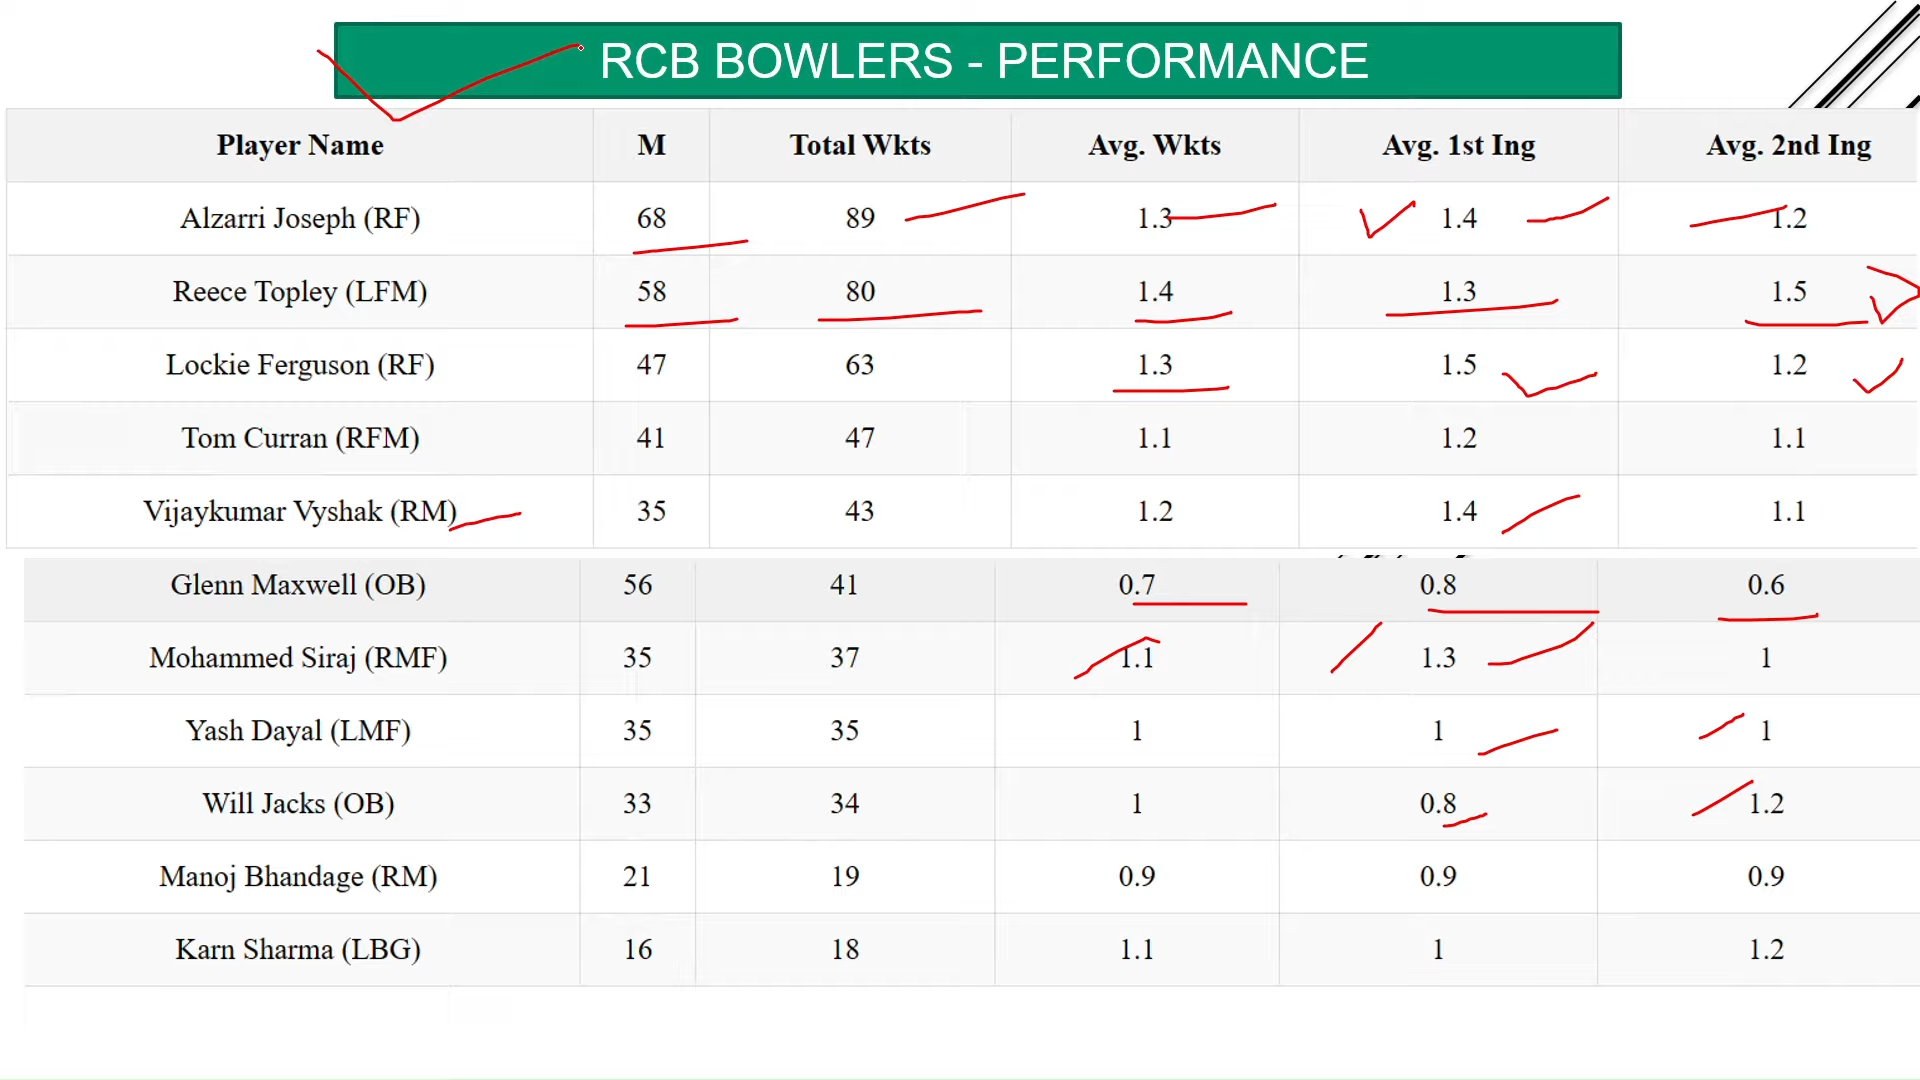 RCB BOWLERS - PERFORMANCE
Player Name M Total Wkts Avg. Wkts Avg. 1st Ing Avg. 2nd Ing
Alzarri Joseph (RF) 68 89 1.3 1.4 1.2
Reece Topley (LFM) 58 80 1.4 1.3 1.5
Lockie Ferguson (RF) 47 63 1.3 1.5 1.2
Tom Curran (RFM) 41 47 1.1 1.2 1.1
Vijaykumar Vyshak (RM) 35 43 1.2 1.4 1.1
Glenn Maxwell (OB) 56 41 0.7 0.8 0.6
Mohammed Siraj (RMF) 35 37 1.1 1.3 1
Yash Dayal (LMF) 35 35 1 1 1
Will Jacks (OB) 33 34 1 0.8 1.2
Manoj Bhandage (RM) 21 19 0.9 0.9 0.9
Karn Sharma (LBG) 16 18 1.1 1 1.2